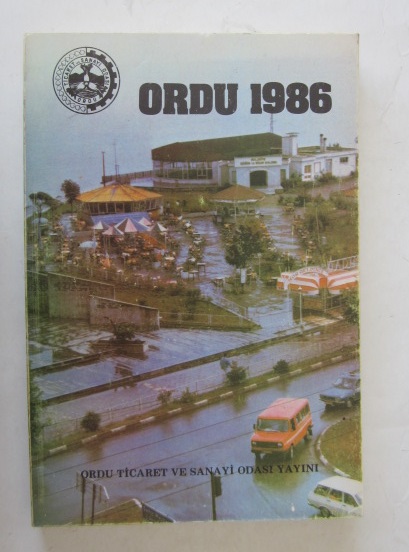 ORDU 1986
ORDU TİCARET VE SANAYİ ODASI YAYINI